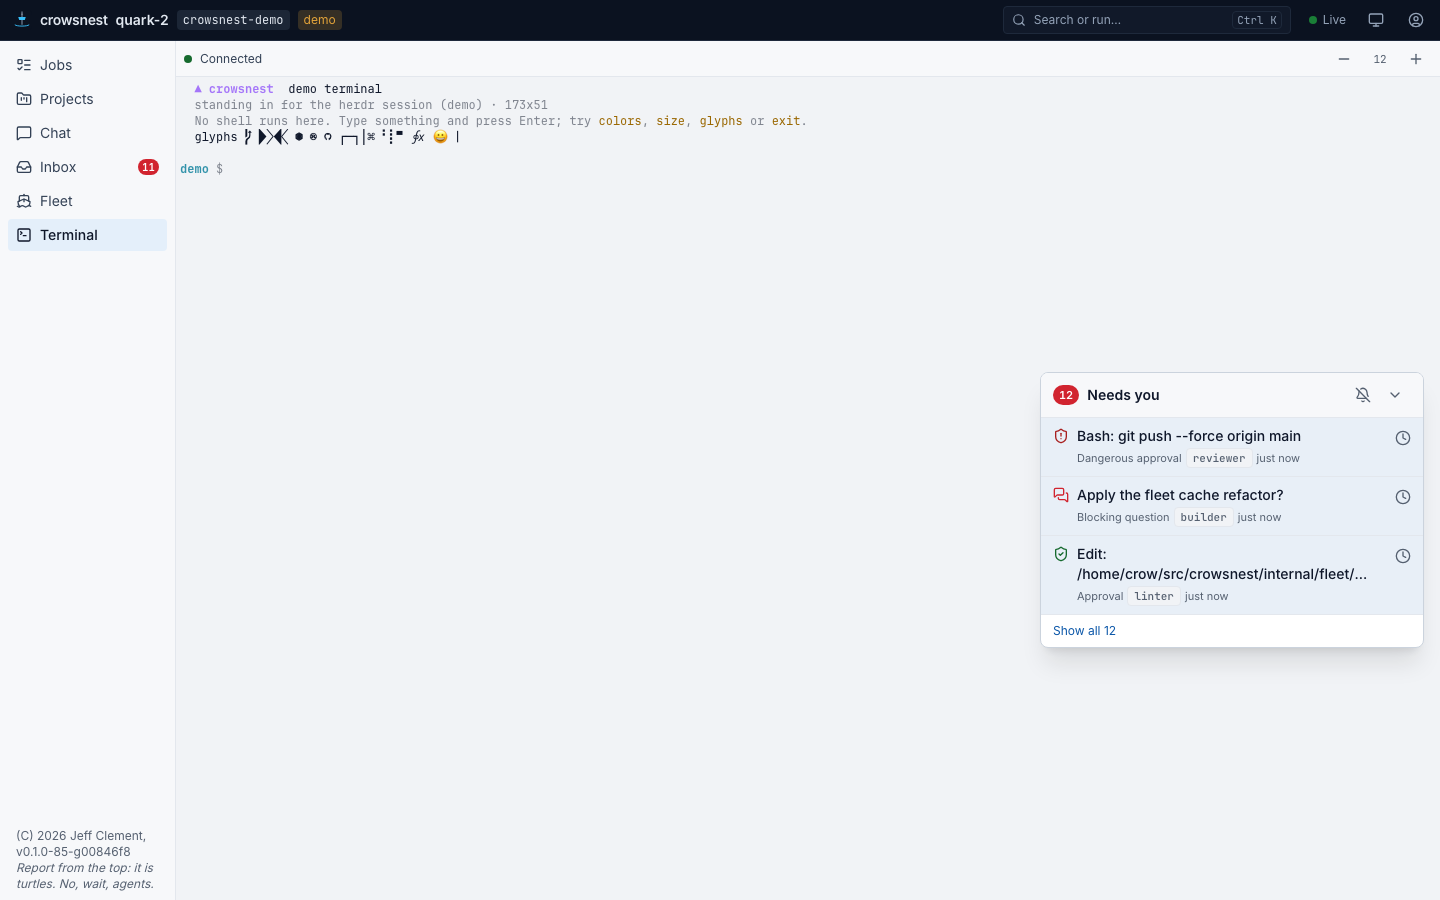 crowsnest quark-2 crowsnest-demo demo
Search or run... Ctrl K Live
Jobs
Projects
Chat
Inbox 11
Fleet
Terminal
(C) 2026 Jeff Clement,
v0.1.0-85-g00846f8
Report from the top: it is
turtles. No, wait, agents.
Connected 12
▲ crowsnest demo terminal
standing in for the herdr session (demo) · 173x51
No shell runs here. Type something and press Enter; try colors, size, glyphs or exit.
glyphs
demo $
12 Needs you
Bash: git push --force origin main
Dangerous approval reviewer just now
Apply the fleet cache refactor?
Blocking question builder just now
Edit:
/home/crow/src/crowsnest/internal/fleet/...
Approval linter just now
Show all 12